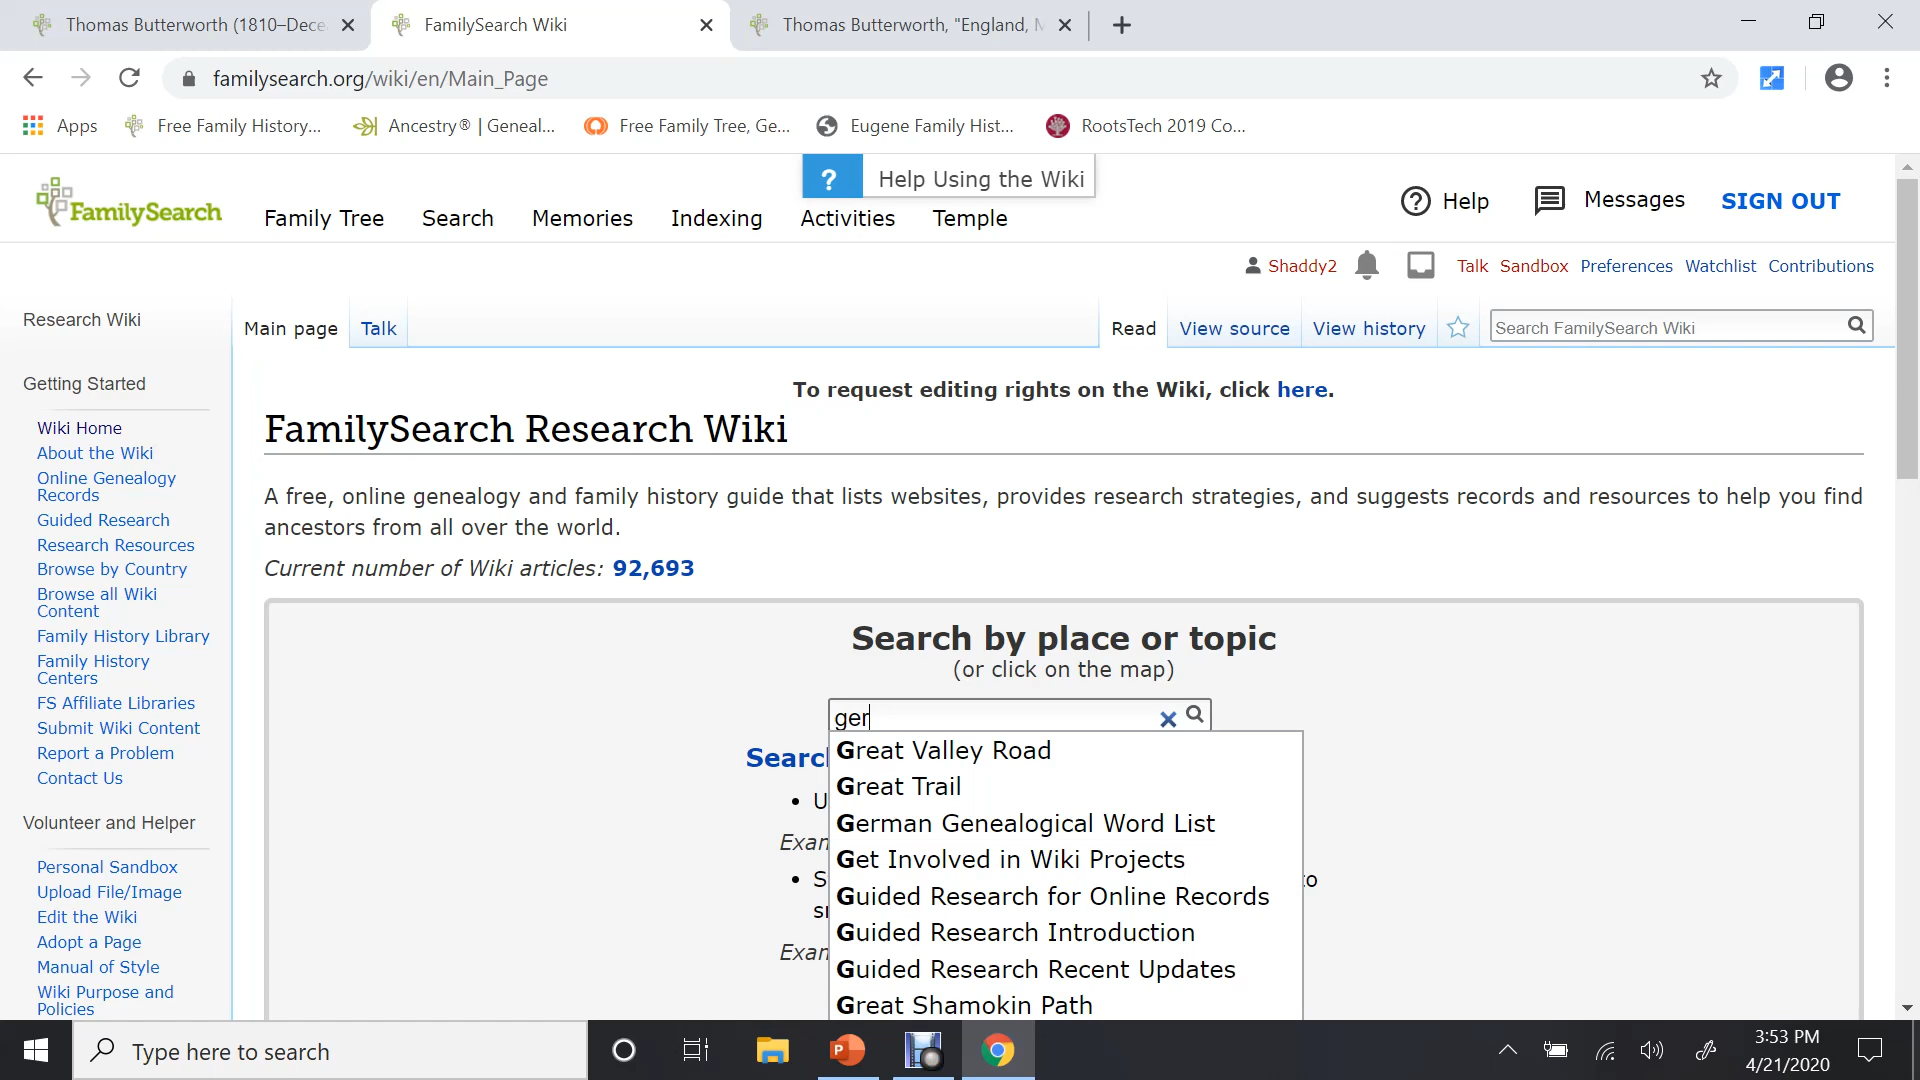 Thomas Butterworth (1810–Dece
FamilySearch Wiki
Thomas Butterworth, "England, M
familysearch.org/wiki/en/Main_Page
Apps
Free Family History...
Ancestry® | Geneal...
Free Family Tree, Ge...
Eugene Family Hist...
RootsTech 2019 Co...
? Help Using the Wiki
FamilySearch
Family Tree Search Memories Indexing Activities Temple
Help Messages SIGN OUT
Shaddy2 Talk Sandbox Preferences Watchlist Contributions
Main page Talk Read View source View history Search FamilySearch Wiki
Research Wiki
Getting Started
Wiki Home
About the Wiki
Online Genealogy
Records
Guided Research
Research Resources
Browse by Country
Browse all Wiki
Content
Family History Library
Family History
Centers
FS Affiliate Libraries
Submit Wiki Content
Report a Problem
Contact Us
Volunteer and Helper
Personal Sandbox
Upload File/Image
Edit the Wiki
Adopt a Page
Manual of Style
Wiki Purpose and
Policies
To request editing rights on the Wiki, click here.
FamilySearch Research Wiki
A free, online genealogy and family history guide that lists websites, provides research strategies, and suggests records and resources to help you find
ancestors from all over the world.
Current number of Wiki articles: 92,693
Search by place or topic
(or click on the map)
ger
Great Valley Road
Great Trail
German Genealogical Word List
Get Involved in Wiki Projects
Guided Research for Online Records
Guided Research Introduction
Guided Research Recent Updates
Great Shamokin Path
Type here to search
3:53 PM
4/21/2020